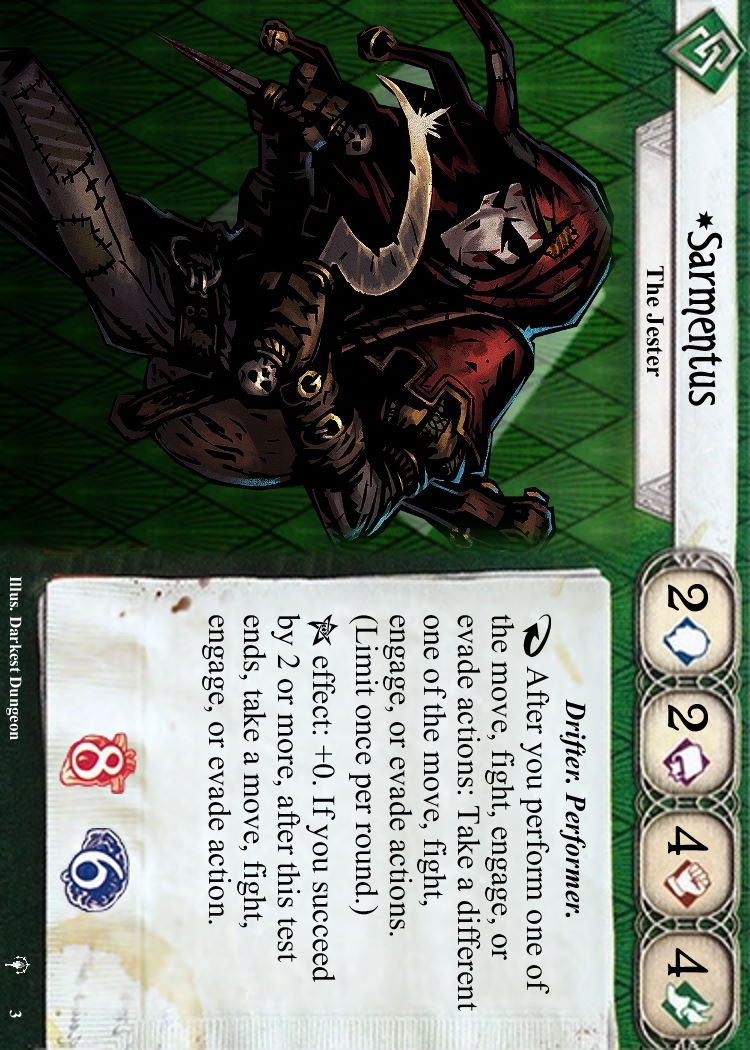 Sarmentus
The Jester
2
2
4
4
Drifter. Performer.
After you perform one of
the move, fight, engage, or
evade actions: Take a different
one of the move, fight,
engage, or evade actions.
(Limit once per round.)
effect: +0. If you succeed
by 2 or more, after this test
ends, take a move, fight,
engage, or evade action.
8
6
Illus. Darkest Dungeon
3